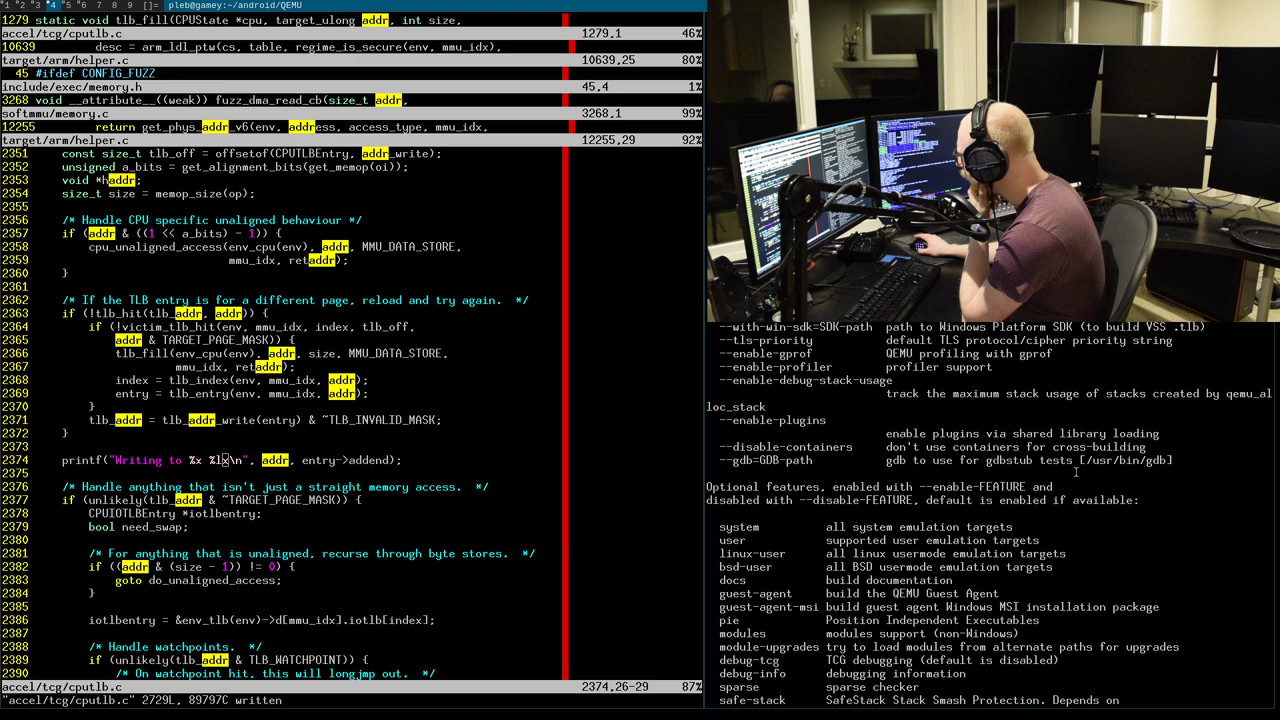 °1 °2 °3 °4 °5 °6 °7 °8 °9 []= pleb@gamey:~/android/QEMU
1279 static void tlb_fill(CPUState *cpu, target_ulong addr, int size,
accel/tcg/cputlb.c 1279,1 46%
10639 desc = arm_ldl_ptw(cs, table, regime_is_secure(env, mmu_idx),
target/arm/helper.c 10639,25 80%
45 #ifdef CONFIG_FUZZ
include/exec/memory.h 45,4 1%
3268 void __attribute__((weak)) fuzz_dma_read_cb(size_t addr,
softmmu/memory.c 3268,1 99%
12255 return get_phys_addr_v6(env, address, access_type, mmu_idx,
target/arm/helper.c 12255,29 92%
2351 const size_t tlb_off = offsetof(CPUTLBEntry, addr_write);
2352 unsigned a_bits = get_alignment_bits(get_memop(oi));
2353 void *haddr;
2354 size_t size = memop_size(op);
2355
2356 /* Handle CPU specific unaligned behaviour */
2357 if (addr & ((1 << a_bits) - 1)) {
2358 cpu_unaligned_access(env_cpu(env), addr, MMU_DATA_STORE,
2359 mmu_idx, retaddr);
2360 }
2361
2362 /* If the TLB entry is for a different page, reload and try again. */
2363 if (!tlb_hit(tlb_addr, addr)) {
2364 if (!victim_tlb_hit(env, mmu_idx, index, tlb_off,
2365 addr & TARGET_PAGE_MASK)) {
2366 tlb_fill(env_cpu(env), addr, size, MMU_DATA_STORE,
2367 mmu_idx, retaddr);
2368 index = tlb_index(env, mmu_idx, addr);
2369 entry = tlb_entry(env, mmu_idx, addr);
2370 }
2371 tlb_addr = tlb_addr_write(entry) & ~TLB_INVALID_MASK;
2372 }
2373
2374 printf("Writing to %x %lx\n", addr, entry->addend);
2375
2376 /* Handle anything that isn't just a straight memory access. */
2377 if (unlikely(tlb_addr & ~TARGET_PAGE_MASK)) {
2378 CPUIOTLBEntry *iotlbentry;
2379 bool need_swap;
2380
2381 /* For anything that is unaligned, recurse through byte stores. */
2382 if ((addr & (size - 1)) != 0) {
2383 goto do_unaligned_access;
2384 }
2385
2386 iotlbentry = &env_tlb(env)->d[mmu_idx].iotlb[index];
2387
2388 /* Handle watchpoints. */
2389 if (unlikely(tlb_addr & TLB_WATCHPOINT)) {
2390 /* On watchpoint hit, this will longjmp out. */
accel/tcg/cputlb.c 2374,26-29 87%
"accel/tcg/cputlb.c" 2729L, 89797C written
--with-win-sdk=SDK-path path to Windows Platform SDK (to build VSS .tlb)
--tls-priority default TLS protocol/cipher priority string
--enable-gprof QEMU profiling with gprof
--enable-profiler profiler support
--enable-debug-stack-usage
track the maximum stack usage of stacks created by qemu_al
loc_stack
--enable-plugins
enable plugins via shared library loading
--disable-containers don't use containers for cross-building
--gdb=GDB-path gdb to use for gdbstub tests [/usr/bin/gdb]
Optional features, enabled with --enable-FEATURE and
disabled with --disable-FEATURE, default is enabled if available:
system all system emulation targets
user supported user emulation targets
linux-user all linux usermode emulation targets
bsd-user all BSD usermode emulation targets
docs build documentation
guest-agent build the QEMU Guest Agent
guest-agent-msi build guest agent Windows MSI installation package
pie Position Independent Executables
modules modules support (non-Windows)
module-upgrades try to load modules from alternate paths for upgrades
debug-tcg TCG debugging (default is disabled)
debug-info debugging information
sparse sparse checker
safe-stack SafeStack Stack Smash Protection. Depends on